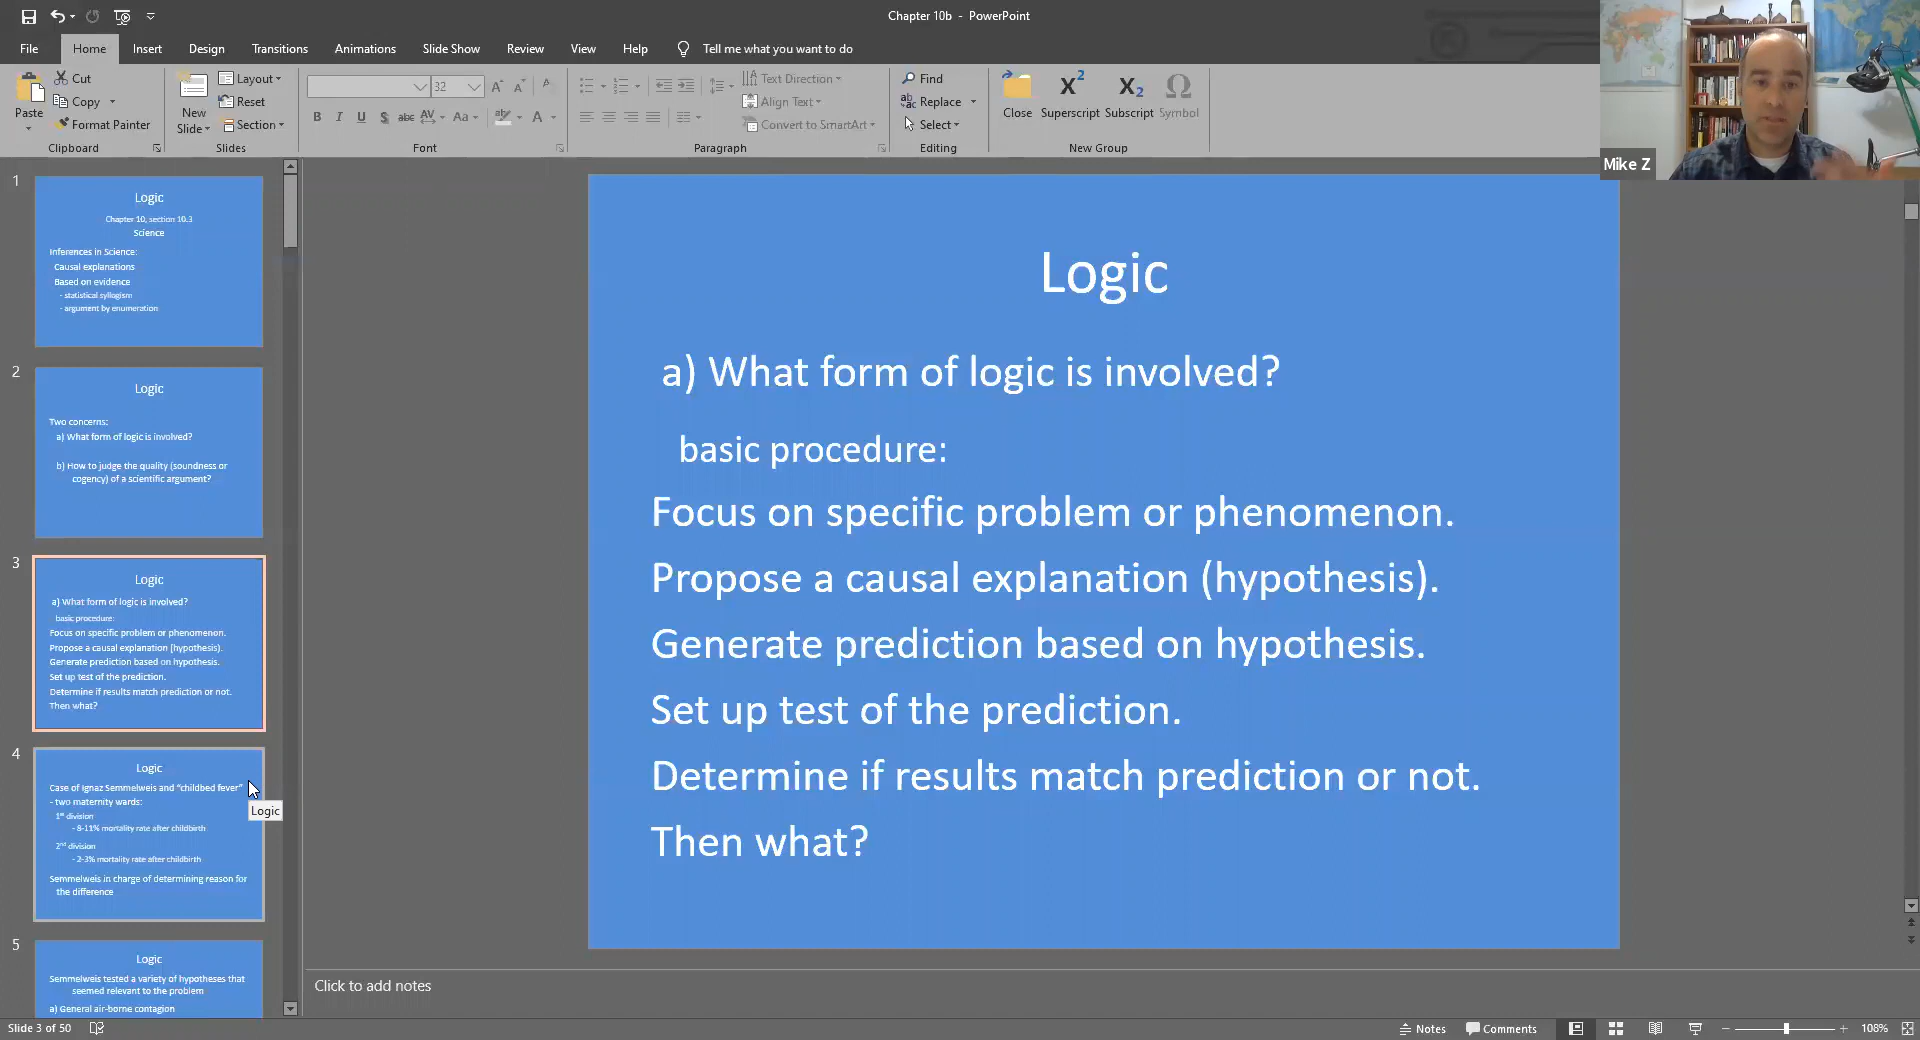 Chapter 10b - PowerPoint
File Home Insert Design Transitions Animations Slide Show Review View Help Tell me what you want to do
Paste
Cut
Copy
Format Painter
Clipboard
New Slide
Layout
Reset
Section
Slides
32
B I U S abc AV Aa A
Font
Text Direction
Align Text
Convert to SmartArt
Paragraph
Find
Replace
Select
Editing
Close
X2 Superscript
X2 Subscript
Ω Symbol
New Group
Mike Z
1
Logic
Chapter 10, section 10.3
Science
Inferences in Science:
Causal explanations
Based on evidence
- statistical syllogism
- argument by enumeration
2
Logic
Two concerns:
a) What form of logic is involved?
b) How to judge the quality (soundness or
cogency) of a scientific argument?
3
Logic
a) What form of logic is involved?
basic procedure:
Focus on specific problem or phenomenon.
Propose a causal explanation (hypothesis).
Generate prediction based on hypothesis.
Set up test of the prediction.
Determine if results match prediction or not.
Then what?
4
Logic
Case of Ignaz Semmelweis and “childbed fever”
- two maternity wards:
1st division
- 8-11% mortality rate after childbirth
2nd division
- 2-3% mortality rate after childbirth
Semmelweis in charge of determining reason for
the difference
Logic
5
Logic
Semmelweis tested a variety of hypotheses that
seemed relevant to the problem
a) General air-borne contagion
Logic
a) What form of logic is involved?
basic procedure:
Focus on specific problem or phenomenon.
Propose a causal explanation (hypothesis).
Generate prediction based on hypothesis.
Set up test of the prediction.
Determine if results match prediction or not.
Then what?
Click to add notes
Slide 3 of 50
Notes
Comments
108%